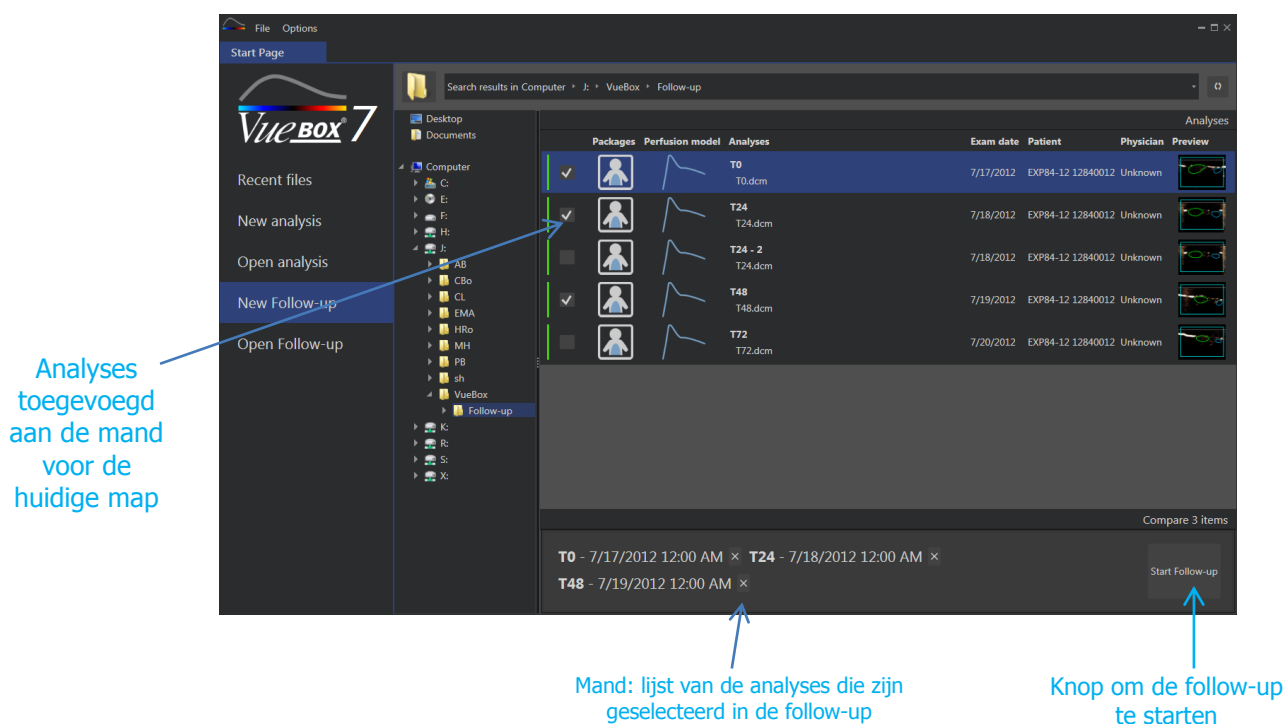 File Options
Start Page
VUEBOX® 7
Search results in Computer J: VueBox Follow-up
Recent files
New analysis
Open analysis
New Follow-up
Open Follow-up
Desktop
Documents
Computer
C:
E:
F:
H:
J:
AB
CBo
CL
EMA
HRo
MH
PB
sh
VueBox
Follow-up
K:
R:
S:
X:
Analyses
Packages Perfusion model Analyses Exam date Patient Physician Preview
T0
T0.dcm 7/17/2012 EXP84-12 12840012 Unknown
T24
T24.dcm 7/18/2012 EXP84-12 12840012 Unknown
T24 - 2
T24.dcm 7/18/2012 EXP84-12 12840012 Unknown
T48
T48.dcm 7/19/2012 EXP84-12 12840012 Unknown
T72
T72.dcm 7/20/2012 EXP84-12 12840012 Unknown
Compare 3 items
T0 - 7/17/2012 12:00 AM × T24 - 7/18/2012 12:00 AM ×
T48 - 7/19/2012 12:00 AM ×
Start Follow-up
Analyses
toegevoegd
aan de mand
voor de
huidige map
Mand: lijst van de analyses die zijn
geselecteerd in de follow-up
Knop om de follow-up
te starten